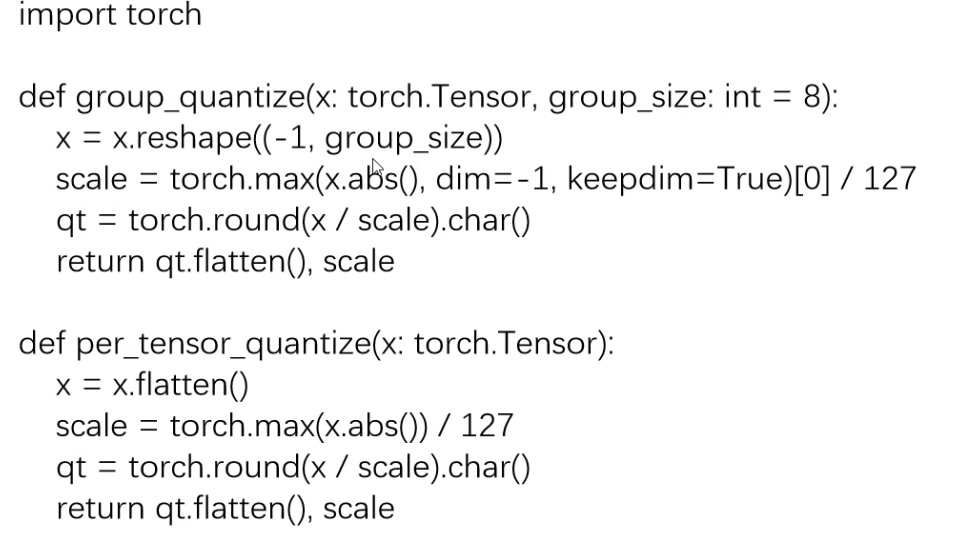 import torch

def group_quantize(x: torch.Tensor, group_size: int = 8):
    x = x.reshape((-1, group_size))
    scale = torch.max(x.abs(), dim=-1, keepdim=True)[0] / 127
    qt = torch.round(x / scale).char()
    return qt.flatten(), scale

def per_tensor_quantize(x: torch.Tensor):
    x = x.flatten()
    scale = torch.max(x.abs()) / 127
    qt = torch.round(x / scale).char()
    return qt.flatten(), scale